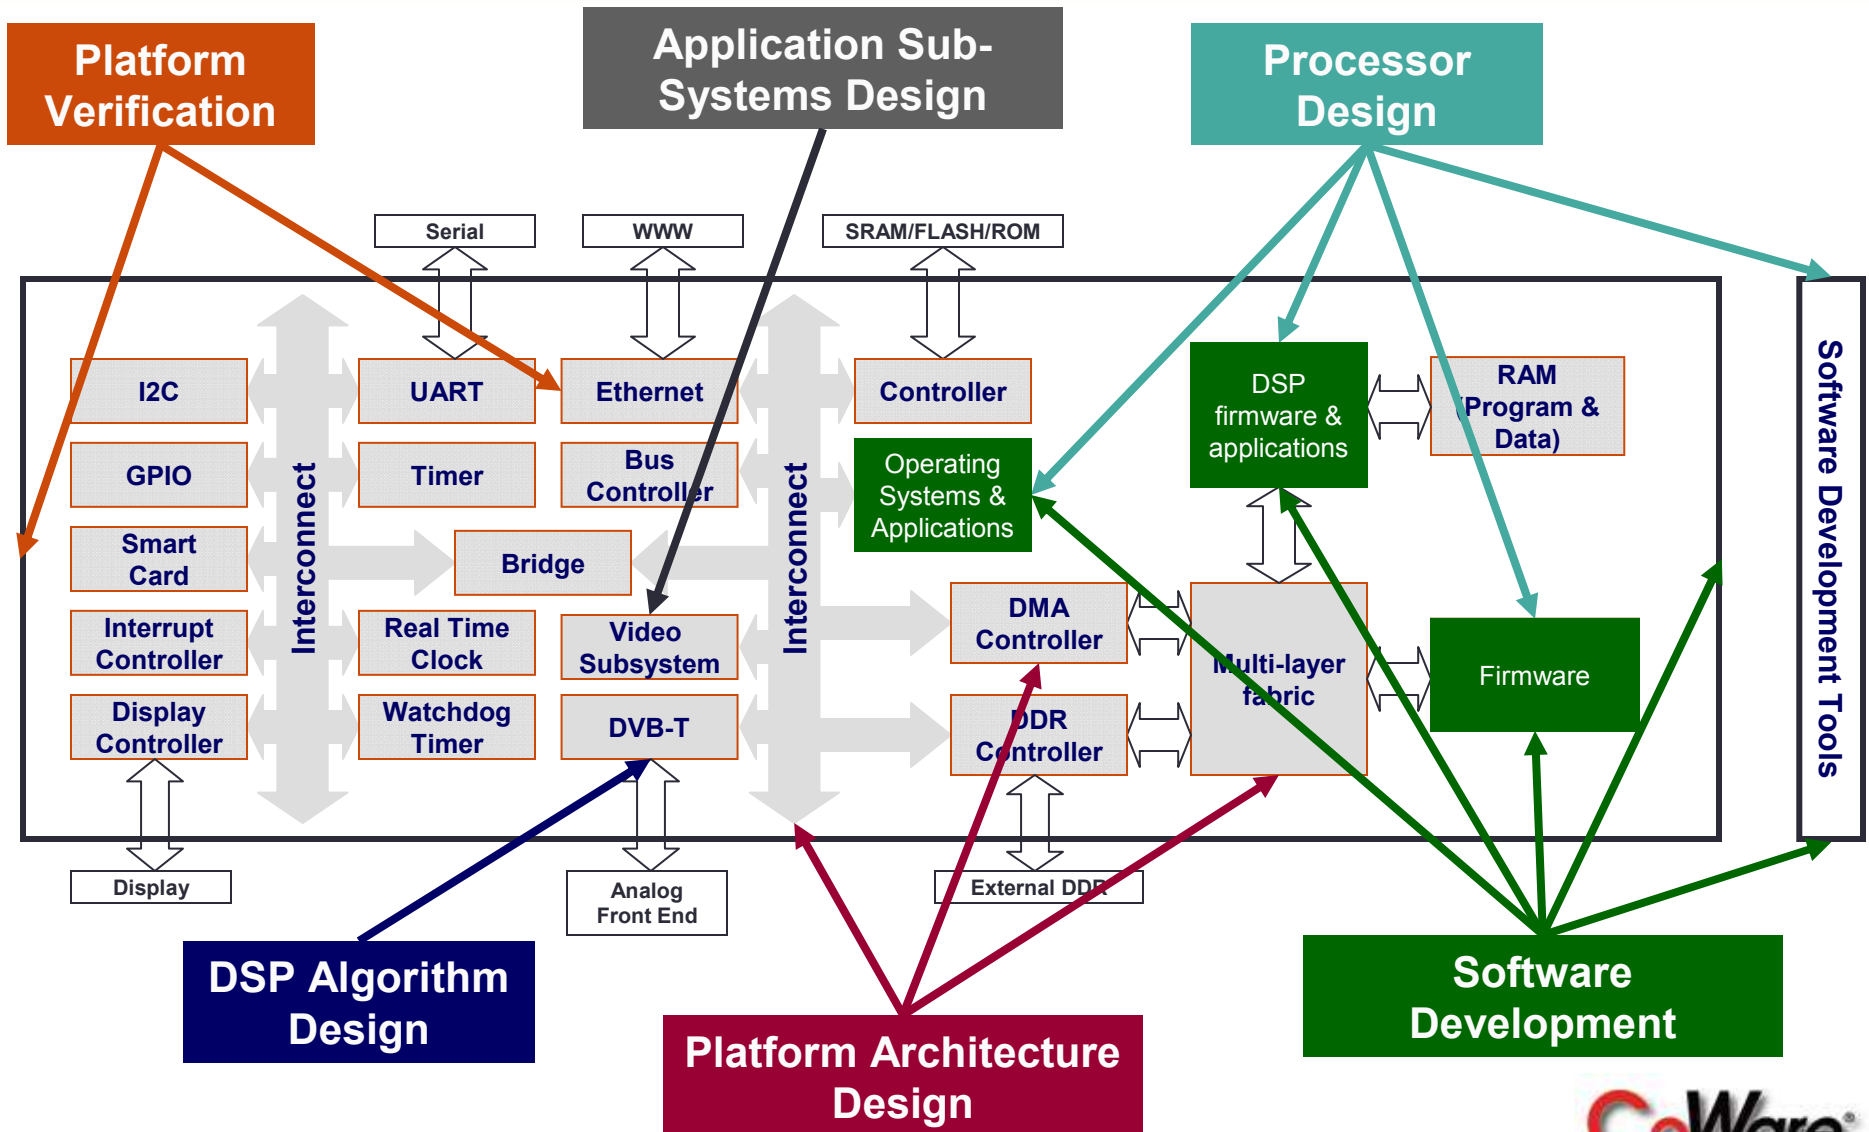 Platform
Verification
Application Sub-
Systems Design
Processor
Design
Serial
WWW
SRAM/FLASH/ROM
I2C
UART
Ethernet
Controller
DSP
firmware &
applications
RAM
(Program &
Data)
GPIO
Timer
Bus
Controller
Operating
Systems &
Applications
Interconnect
Interconnect
Software Development Tools
Smart
Card
Bridge
Interrupt
Controller
Real Time
Clock
Video
Subsystem
DMA
Controller
Multi-layer
fabric
Firmware
Display
Controller
Watchdog
Timer
DVB-T
DDR
Controller
Display
Analog
Front End
External DDR
DSP Algorithm
Design
Platform Architecture
Design
Software
Development
CoWare®